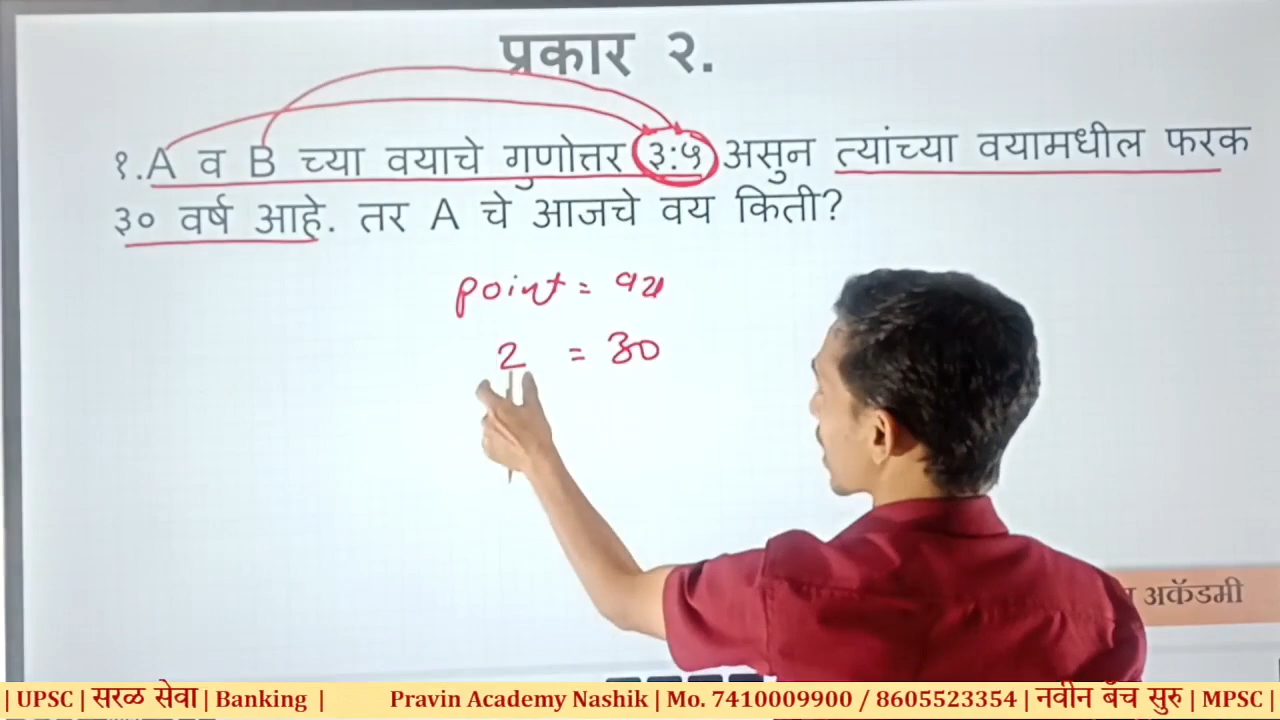 प्रकार २.
१.A व B च्या वयाचे गुणोत्तर ३:५ असुन त्यांच्या वयामधील फरक
३० वर्ष आहे. तर A चे आजचे वय किती?
point = वय
2 = 30
अकॅडमी
| UPSC | सरळ सेवा | Banking | Pravin Academy Nashik | Mo. 7410009900 / 8605523354 | नवीन बॅच सुरु | MPSC |